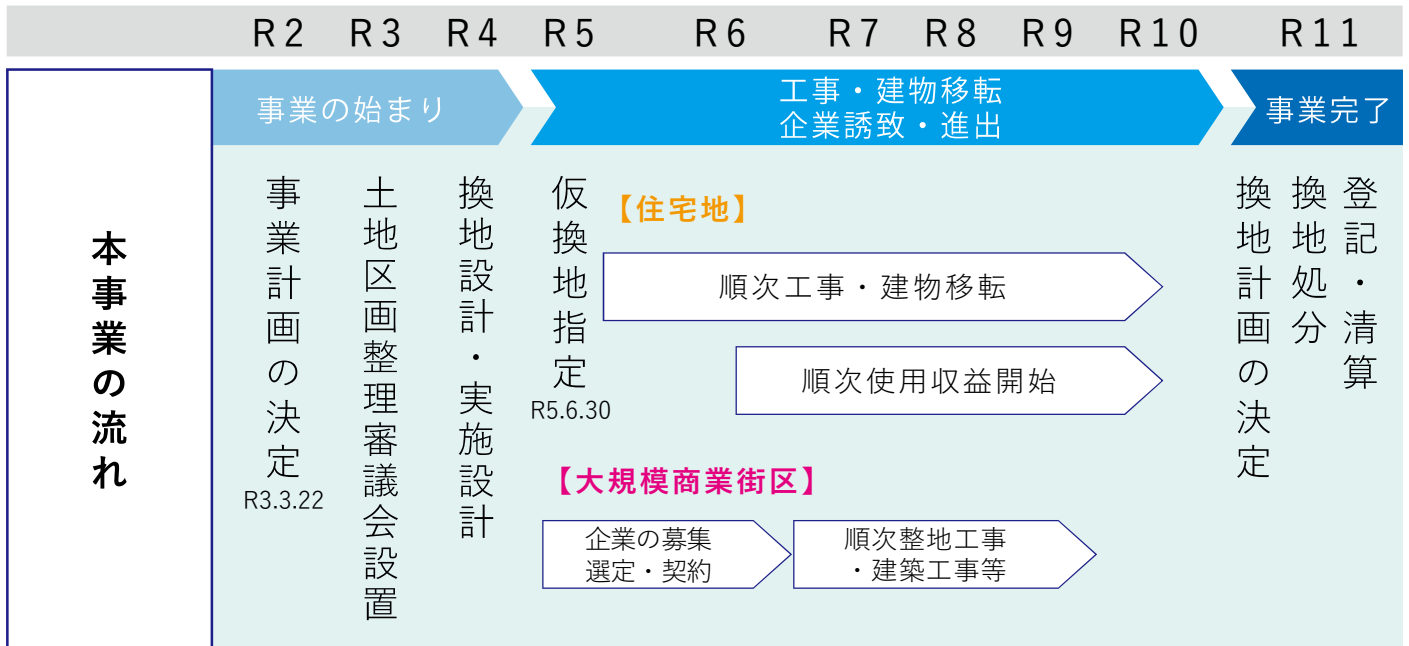 R2 R3 R4 R5 R6 R7 R8 R9 R10 R11
本事業の流れ
事業の始まり
工事・建物移転
企業誘致・進出
事業完了
事業計画の決定
R3.3.22
土地区画整理審議会設置
換地設計・実施設計
仮換地指定
R5.6.30
【住宅地】
順次工事・建物移転
順次使用収益開始
【大規模商業街区】
企業の募集
選定・契約
順次整地工事
・建築工事等
換地計画の決定
換地処分
登記・清算